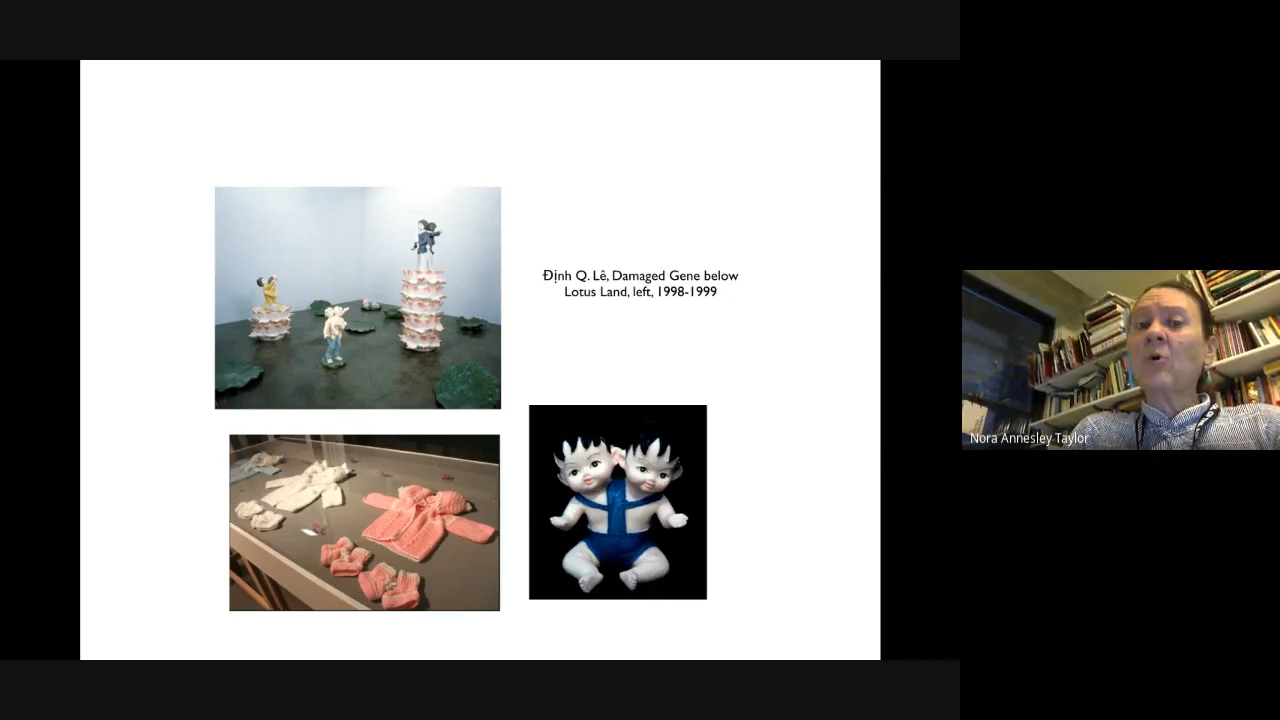 Định Q. Lê, Damaged Gene below
Lotus Land, left, 1998-1999
Nora Annesley Taylor